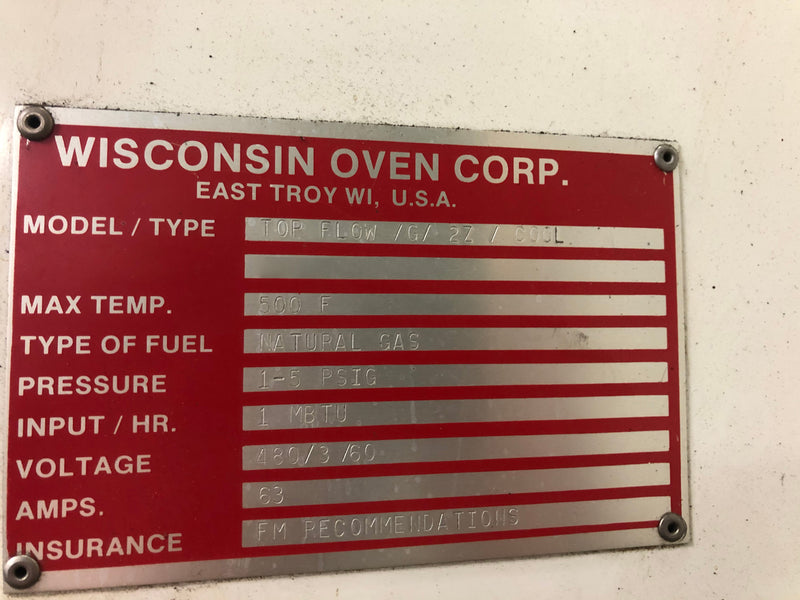 WISCONSIN OVEN CORP.
EAST TROY WI, U.S.A.
MODEL / TYPE TOP FLOW /G/ 2Z / COOL
MAX TEMP. 500 F
TYPE OF FUEL NATURAL GAS
PRESSURE 1-5 PSIG
INPUT / HR. 1 MBTU
VOLTAGE 480/3/60
AMPS. 63
INSURANCE FM RECOMMENDATIONS